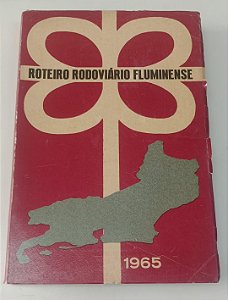 ROTEIRO RODOVIÁRIO FLUMINENSE
1965